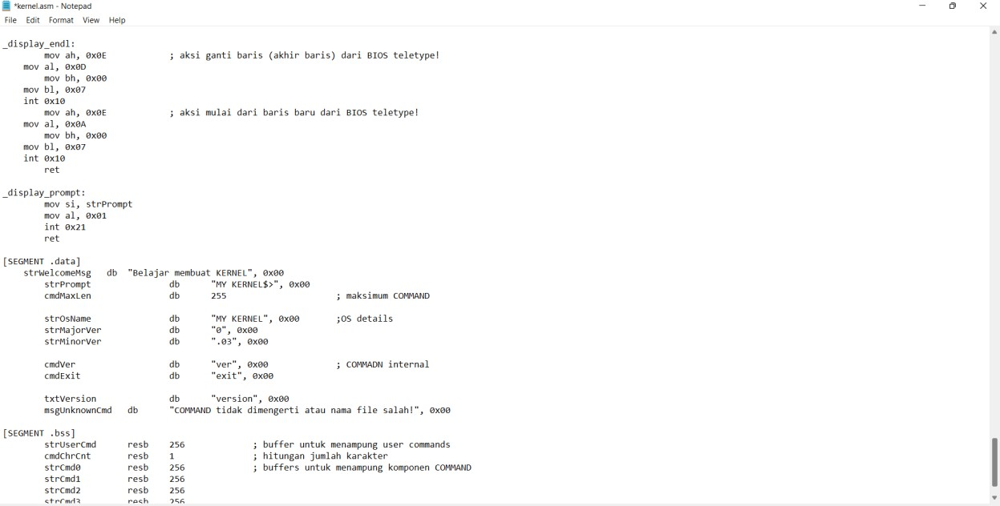 *kernel.asm - Notepad
File Edit Format View Help
_display_endl:
mov ah, 0x0E ; aksi ganti baris (akhir baris) dari BIOS teletype!
mov al, 0x0D
mov bh, 0x00
mov bl, 0x07
int 0x10
mov ah, 0x0E ; aksi mulai dari baris baru dari BIOS teletype!
mov al, 0x0A
mov bh, 0x00
mov bl, 0x07
int 0x10
ret
_display_prompt:
mov si, strPrompt
mov al, 0x01
int 0x21
ret
[SEGMENT .data]
strWelcomeMsg db "Belajar membuat KERNEL", 0x00
strPrompt db "MY KERNEL$>", 0x00
cmdMaxLen db 255 ; maksimum COMMAND
strOsName db "MY KERNEL", 0x00 ;OS details
strMajorVer db "0", 0x00
strMinorVer db ".03", 0x00
cmdVer db "ver", 0x00 ; COMMADN internal
cmdExit db "exit", 0x00
txtVersion db "version", 0x00
msgUnknownCmd db "COMMAND tidak dimengerti atau nama file salah!", 0x00
[SEGMENT .bss]
strUserCmd resb 256 ; buffer untuk menampung user commands
cmdChrCnt resb 1 ; hitungan jumlah karakter
strCmd0 resb 256 ; buffers untuk menampung komponen COMMAND
strCmd1 resb 256
strCmd2 resb 256
strCmd3 resb 256